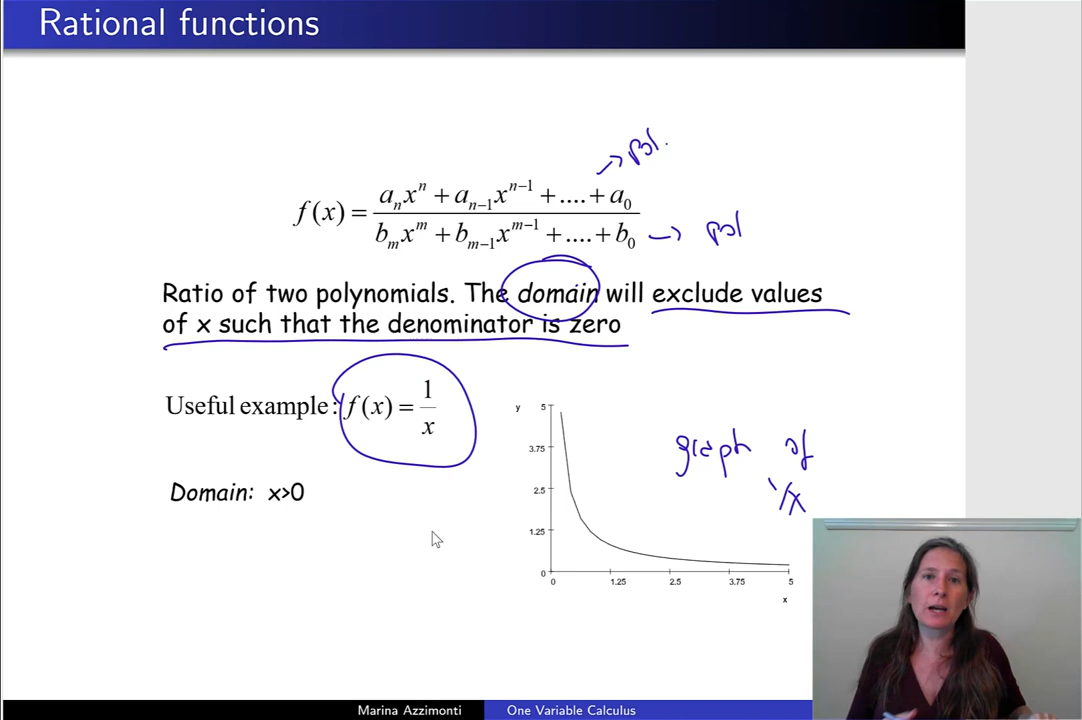 Rational functions
→ pol.
f(x) = (aₙxⁿ + aₙ₋₁xⁿ⁻¹ + .... + a₀) / (bₘxᵐ + bₘ₋₁xᵐ⁻¹ + .... + b₀)
→ pol
Ratio of two polynomials. The domain will exclude values
of x such that the denominator is zero
Useful example: f(x) = 1/x
Domain: x>0
y
5
3.75
2.5
1.25
0
0 1.25 2.5 3.75 5
x
graph of
1/x
Marina Azzimonti One Variable Calculus